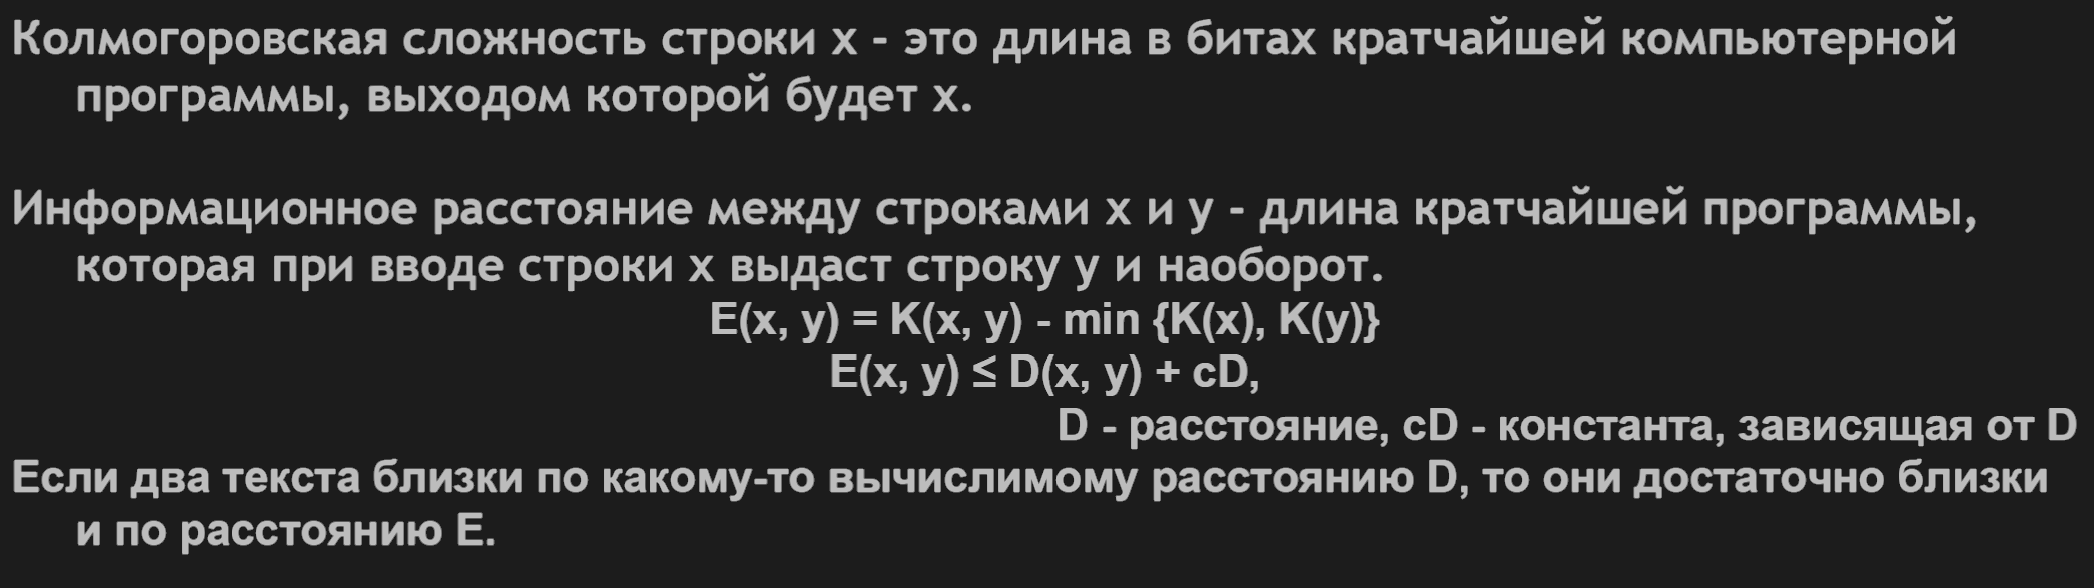 Колмогоровская сложность строки x - это длина в битах кратчайшей компьютерной
программы, выходом которой будет x.
Информационное расстояние между строками x и y - длина кратчайшей программы,
которая при вводе строки x выдаст строку y и наоборот.
E(x, y) = K(x, y) - min {K(x), K(y)}
E(x, y) ≤ D(x, y) + cD,
D - расстояние, cD - константа, зависящая от D
Если два текста близки по какому-то вычислимому расстоянию D, то они достаточно близки
и по расстоянию E.